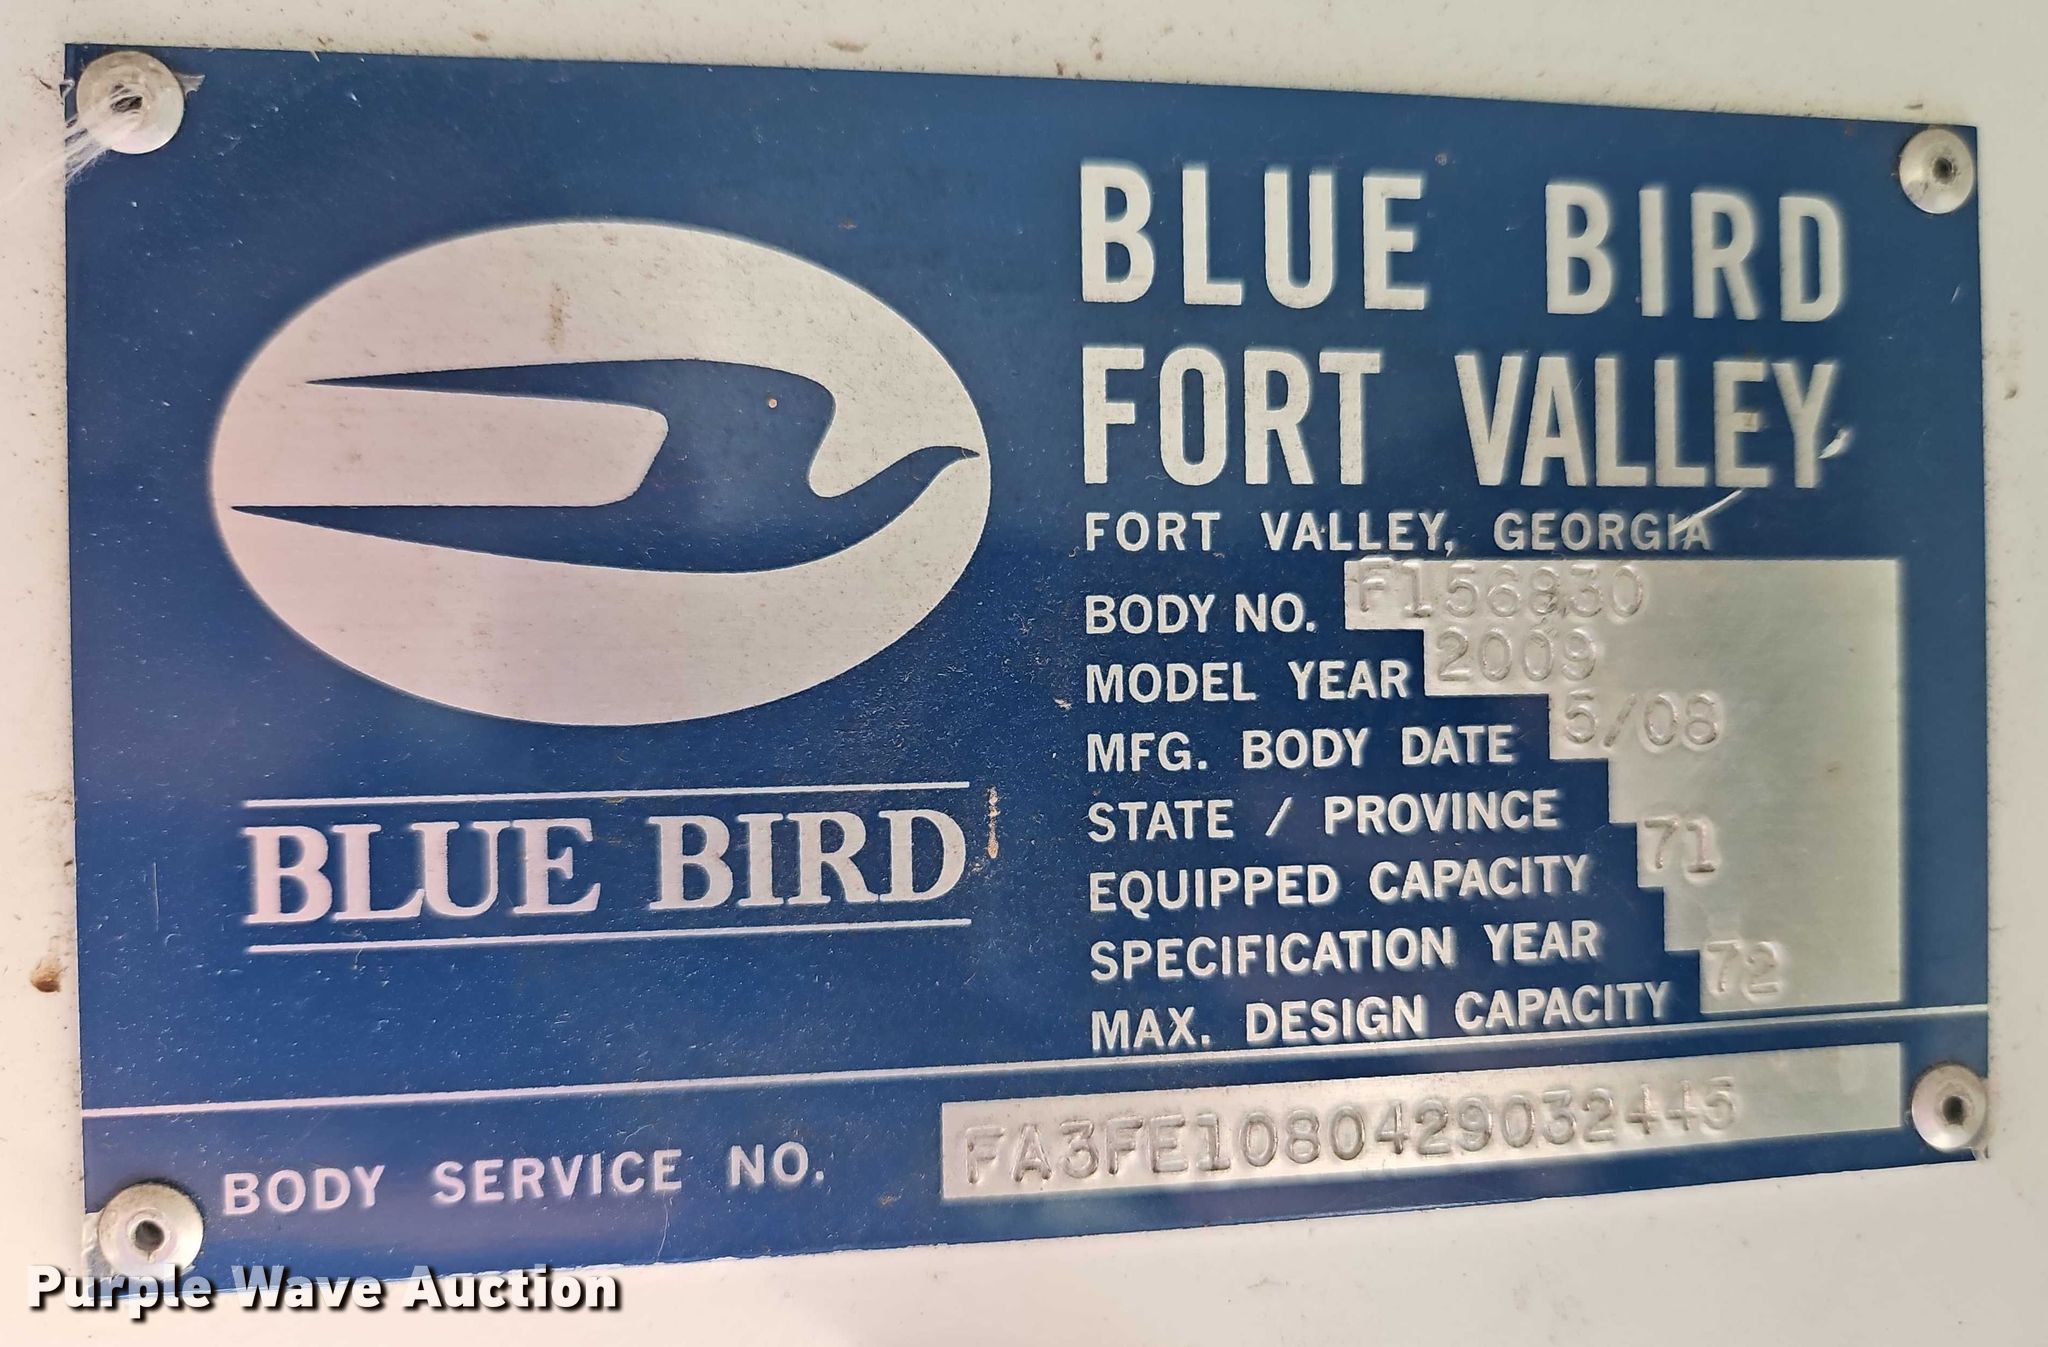 BLUE BIRD
FORT VALLEY
FORT VALLEY, GEORGIA
BODY NO. F156830
MODEL YEAR 2009
MFG. BODY DATE 5/08
STATE / PROVINCE
EQUIPPED CAPACITY 71
SPECIFICATION YEAR
MAX. DESIGN CAPACITY 72
BLUE BIRD
BODY SERVICE NO. FA3FE1080429032445
Purple Wave Auction